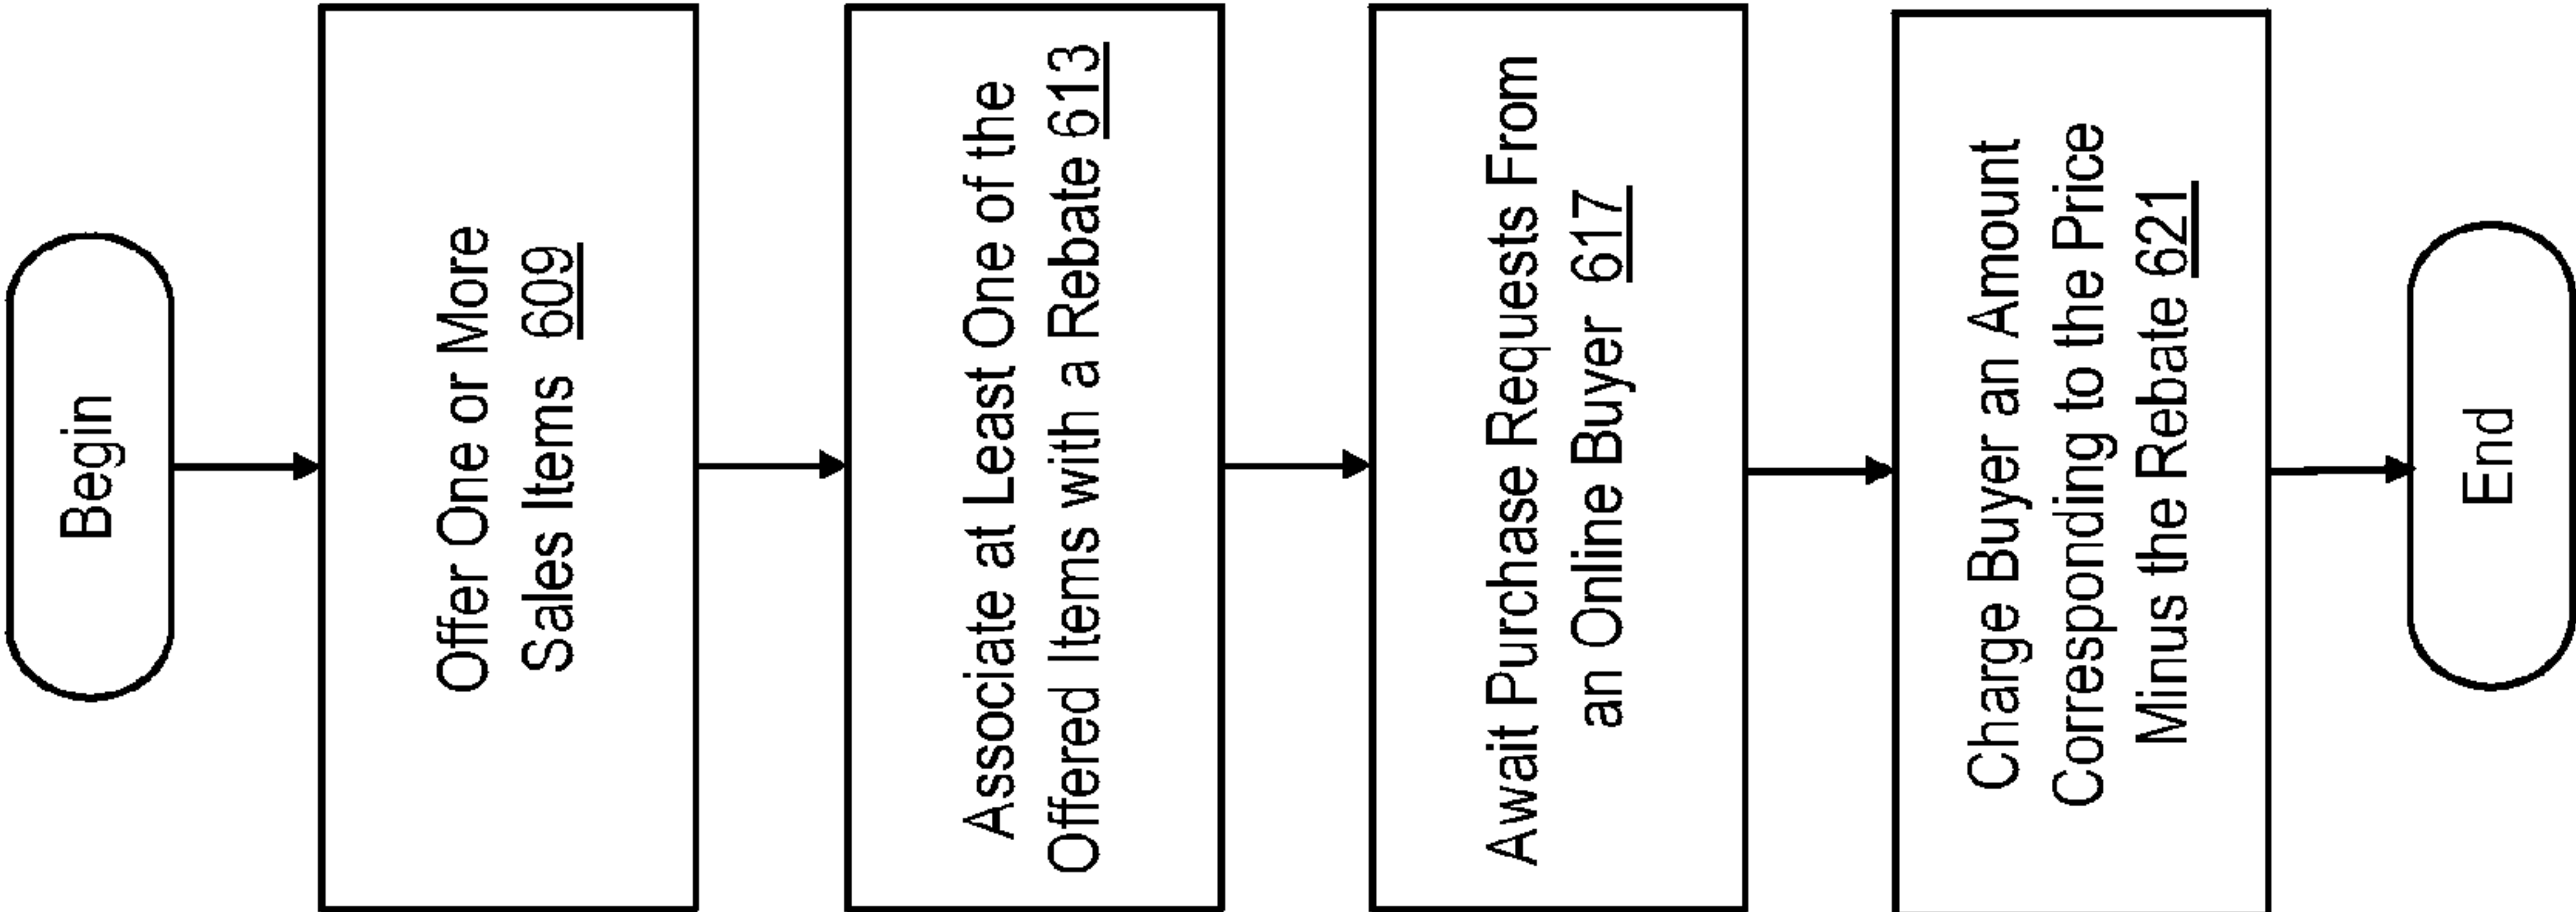 Begin
Offer One or More
Sales Items 609
Associate at Least One of the
Offered Items with a Rebate 613
Await Purchase Requests From
an Online Buyer 617
Charge Buyer an Amount
Corresponding to the Price
Minus the Rebate 621
End